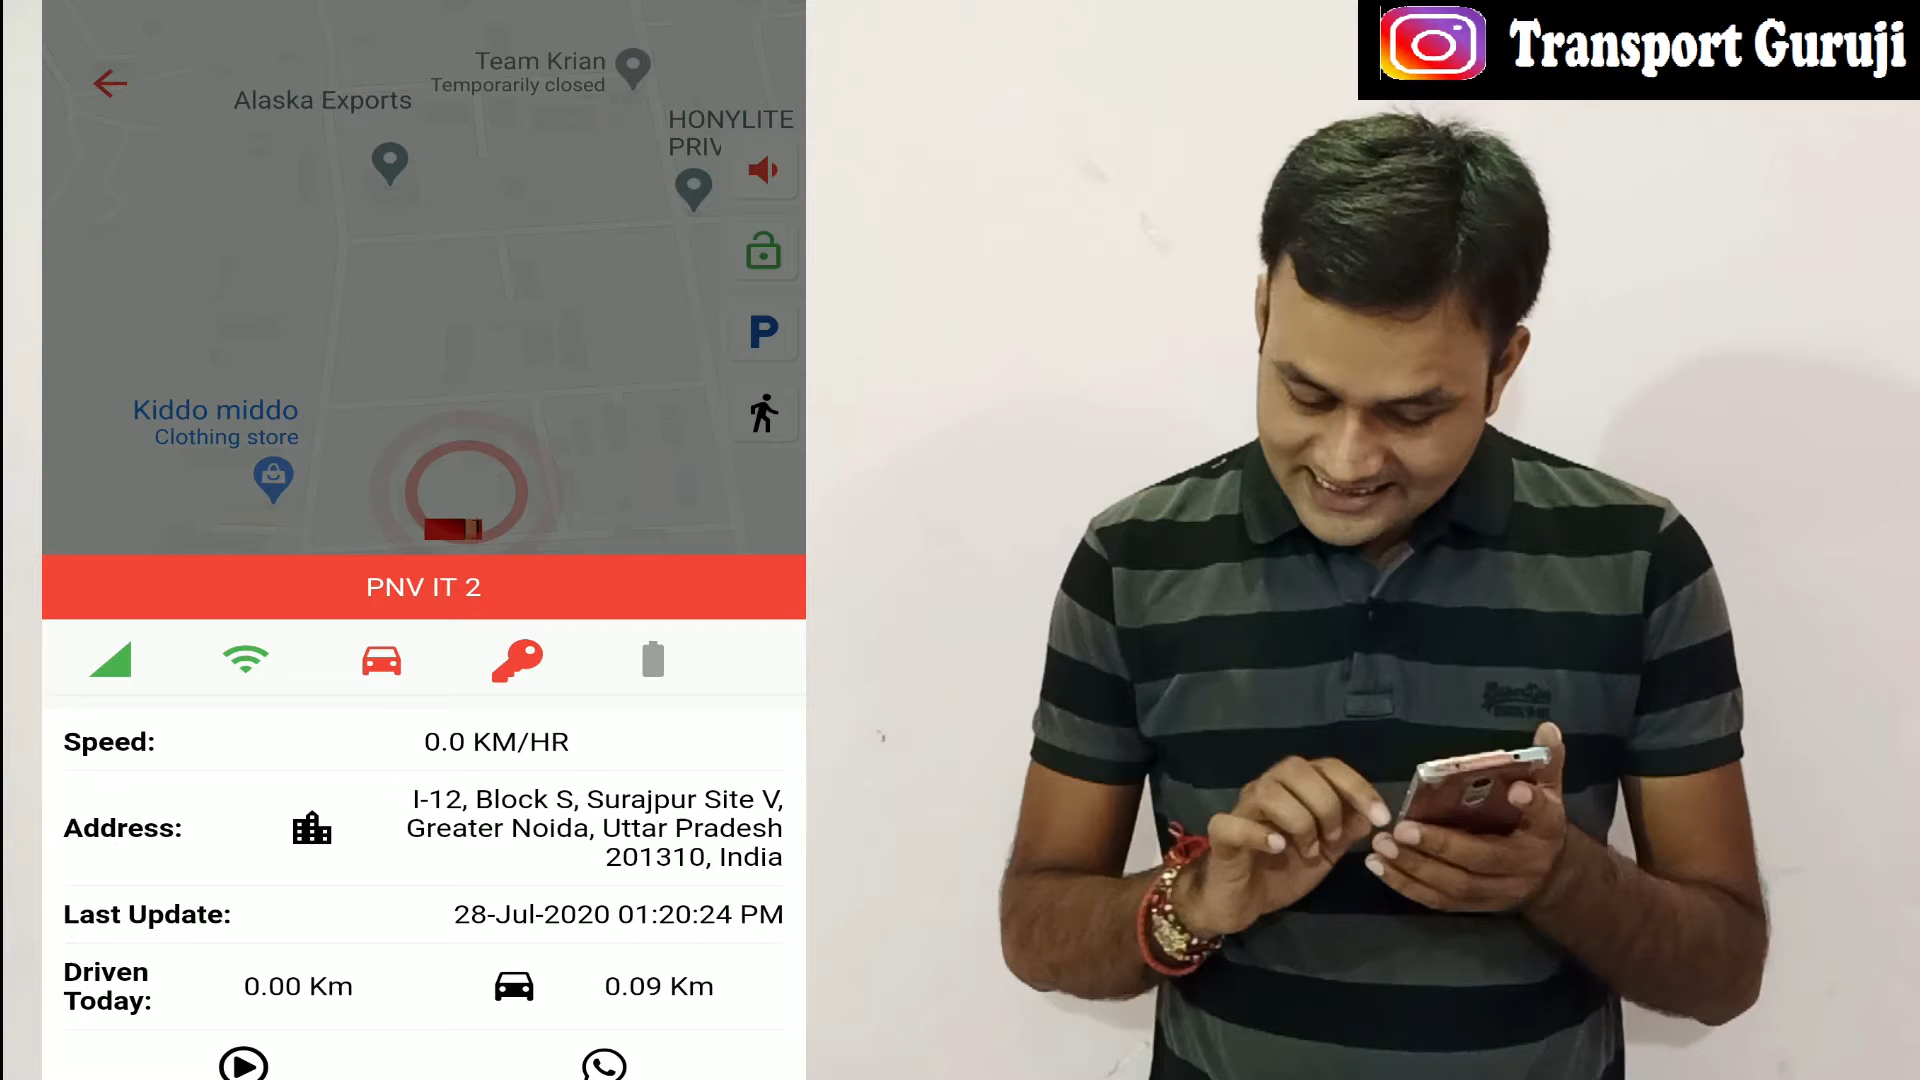 Transport Guruji
Team Krian
Temporarily closed
Alaska Exports
HONYLITE
PRIV
P
Kiddo middo
Clothing store
PNV IT 2
Speed: 0.0 KM/HR
Address: I-12, Block S, Surajpur Site V,
Greater Noida, Uttar Pradesh
201310, India
Last Update: 28-Jul-2020 01:20:24 PM
Driven
Today: 0.00 Km 0.09 Km